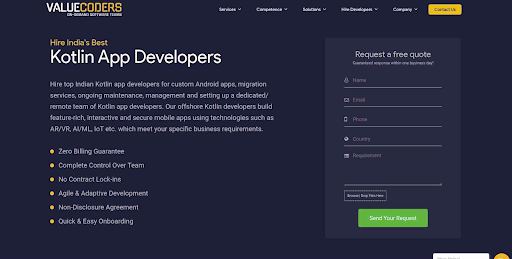 VALUECODERS
ON-DEMAND SOFTWARE TEAMS
Services
Competence
Solutions
Hire Developers
Company
Contact Us
Hire India's Best
Kotlin App Developers
Hire top Indian Kotlin app developers for custom Android apps, migration
services, ongoing maintenance, management and setting up a dedicated/
remote team of Kotlin app developers. Our offshore Kotlin developers build
feature-rich, interactive and secure mobile apps using technologies such as
AR/VR, AI/ML, IoT etc. which meet your specific business requirements.
Zero Billing Guarantee
Complete Control Over Team
No Contract Lock-ins
Agile & Adaptive Development
Non-Disclosure Agreement
Quick & Easy Onboarding
Request a free quote
Guaranteed response within one business day!
Name
Email
Phone
Country
Requirement
Browse/ Drop Files Here
Send Your Request